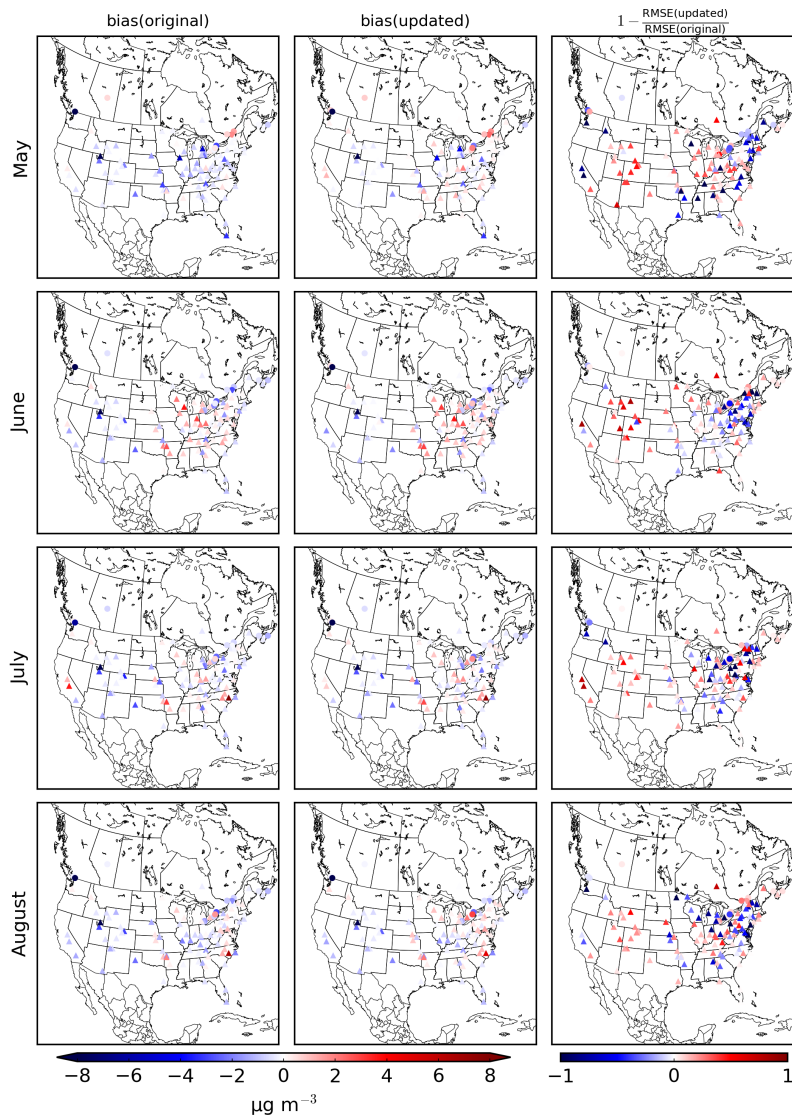 bias(original) bias(updated) 1−RMSE(updated)/RMSE(original)
May
June
July
August
−8 −6 −4 −2 0 2 4 6 8 −1 0 1
μg m⁻³